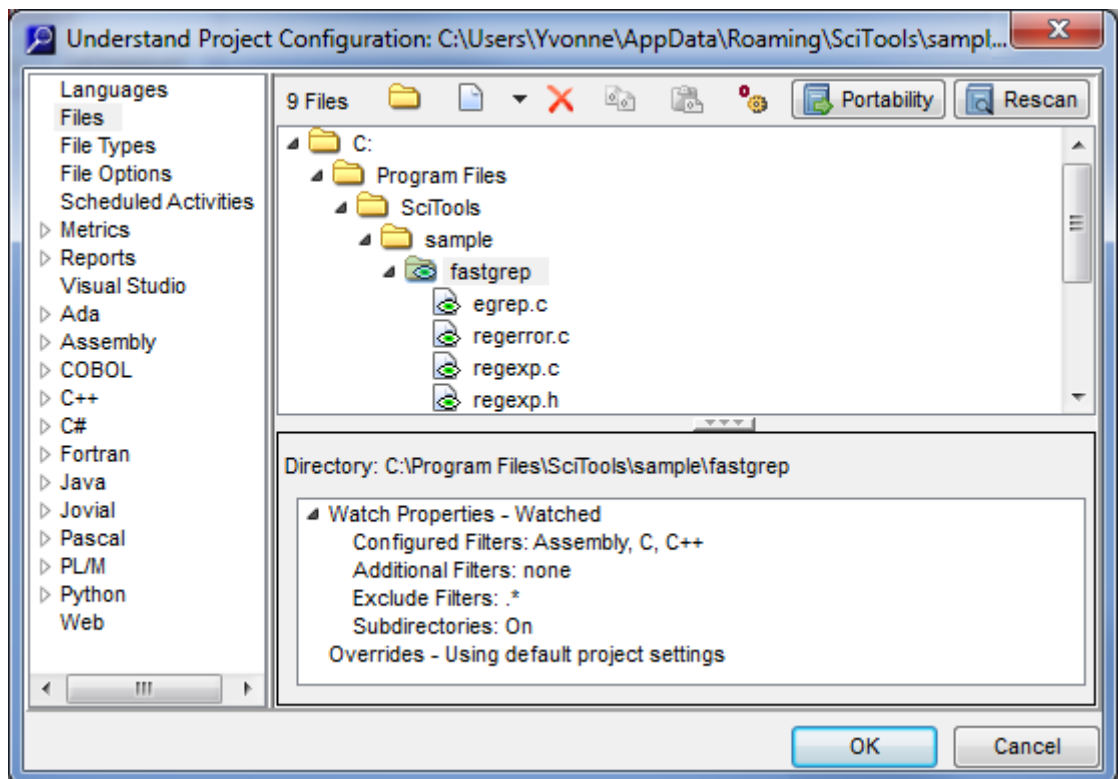 Understand Project Configuration: C:\Users\Yvonne\AppData\Roaming\SciTools\sampl...
Languages
Files
File Types
File Options
Scheduled Activities
Metrics
Reports
Visual Studio
Ada
Assembly
COBOL
C++
C#
Fortran
Java
Jovial
Pascal
PL/M
Python
Web
9 Files Portability Rescan
C:
Program Files
SciTools
sample
fastgrep
egrep.c
regerror.c
regexp.c
regexp.h
Directory: C:\Program Files\SciTools\sample\fastgrep
Watch Properties - Watched
Configured Filters: Assembly, C, C++
Additional Filters: none
Exclude Filters: .*
Subdirectories: On
Overrides - Using default project settings
OK Cancel